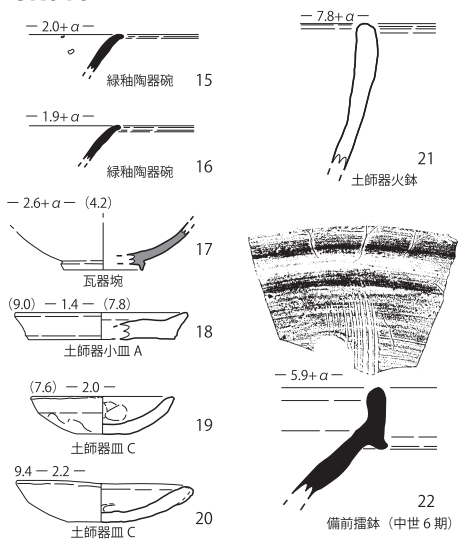 — 2.0+α —
緑釉陶器碗
15
— 1.9+α —
緑釉陶器碗
16
— 2.6+α — (4.2)
瓦器埦
17
(9.0) — 1.4 — (7.8)
土師器小皿 A
18
(7.6) — 2.0 —
土師器皿 C
19
9.4 — 2.2 —
土師器皿 C
20
— 7.8+α —
土師器火鉢
21
— 5.9+α —
22
備前擂鉢（中世 6 期）